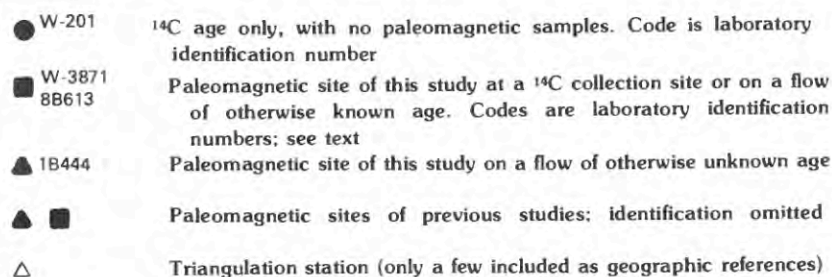 W-201 ¹⁴C age only, with no paleomagnetic samples. Code is laboratory
identification number
W-3871 Paleomagnetic site of this study at a ¹⁴C collection site or on a flow
8B613 of otherwise known age. Codes are laboratory identification
numbers; see text
1B444 Paleomagnetic site of this study on a flow of otherwise unknown age
Paleomagnetic sites of previous studies; identification omitted
Triangulation station (only a few included as geographic references)